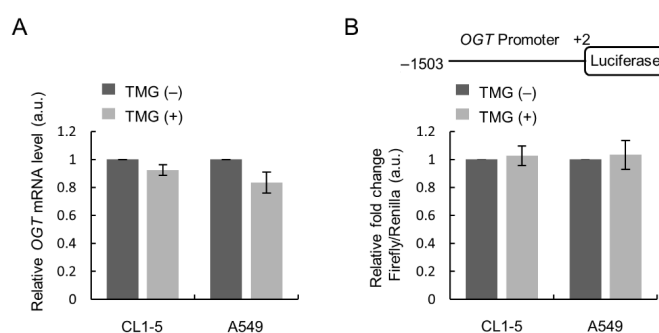 A
TMG (–)
TMG (+)
Relative OGT mRNA level (a.u.)
1.2
1
0.8
0.6
0.4
0.2
0
CL1-5
A549
B
OGT Promoter
+2
–1503
Luciferase
TMG (–)
TMG (+)
Relative fold change
Firefly/Renilla (a.u.)
1.2
1
0.8
0.6
0.4
0.2
0
CL1-5
A549